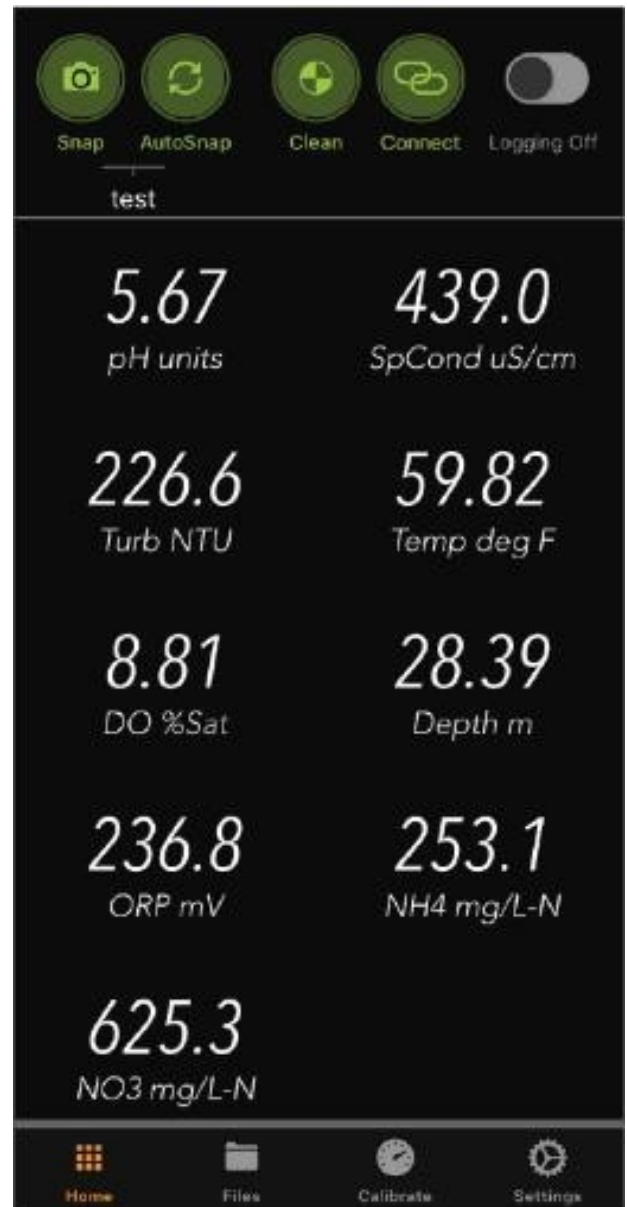 Snap AutoSnap Clean Connect Logging Off
test
5.67 439.0
pH units SpCond uS/cm
226.6 59.82
Turb NTU Temp deg F
8.81 28.39
DO %Sat Depth m
236.8 253.1
ORP mV NH4 mg/L-N
625.3
NO3 mg/L-N
Home Files Calibrate Settings